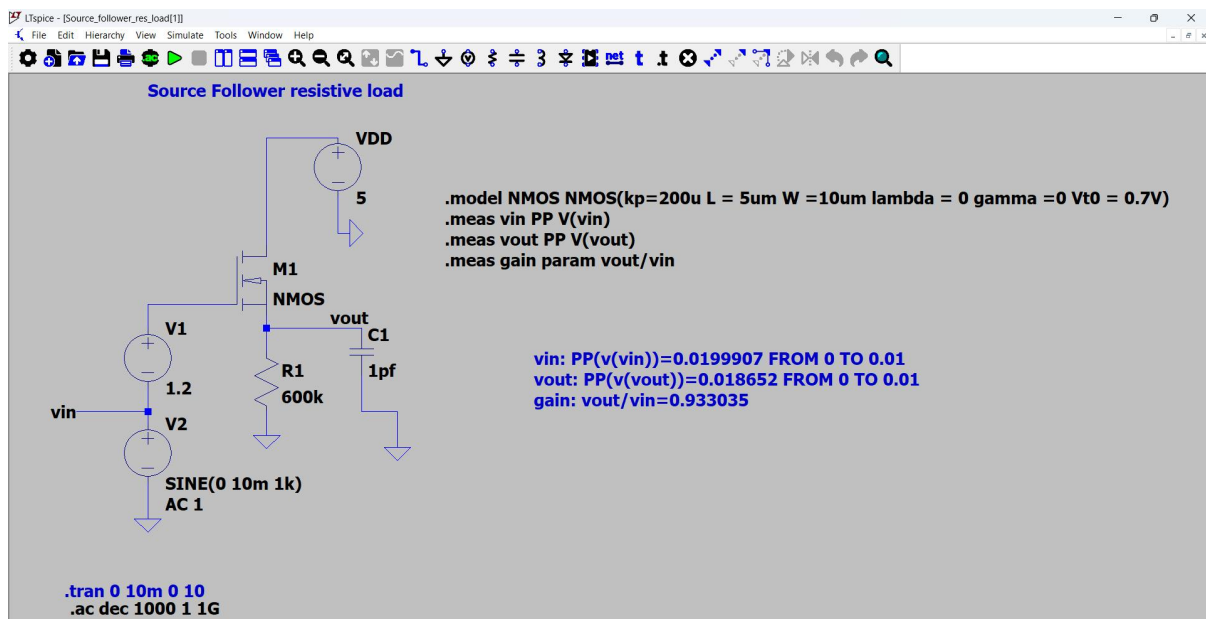 LTspice - [Source_follower_res_load[1]]
File Edit Hierarchy View Simulate Tools Window Help
.ac
net t .t
Source Follower resistive load
VDD
5
.model NMOS NMOS(kp=200u L = 5um W =10um lambda = 0 gamma =0 Vt0 = 0.7V)
.meas vin PP V(vin)
.meas vout PP V(vout)
.meas gain param vout/vin
M1
NMOS
vout
V1
C1
1.2
R1
1pf
600k
vin: PP(v(vin))=0.0199907 FROM 0 TO 0.01
vout: PP(v(vout))=0.018652 FROM 0 TO 0.01
gain: vout/vin=0.933035
vin
V2
SINE(0 10m 1k)
AC 1
.tran 0 10m 0 10
.ac dec 1000 1 1G